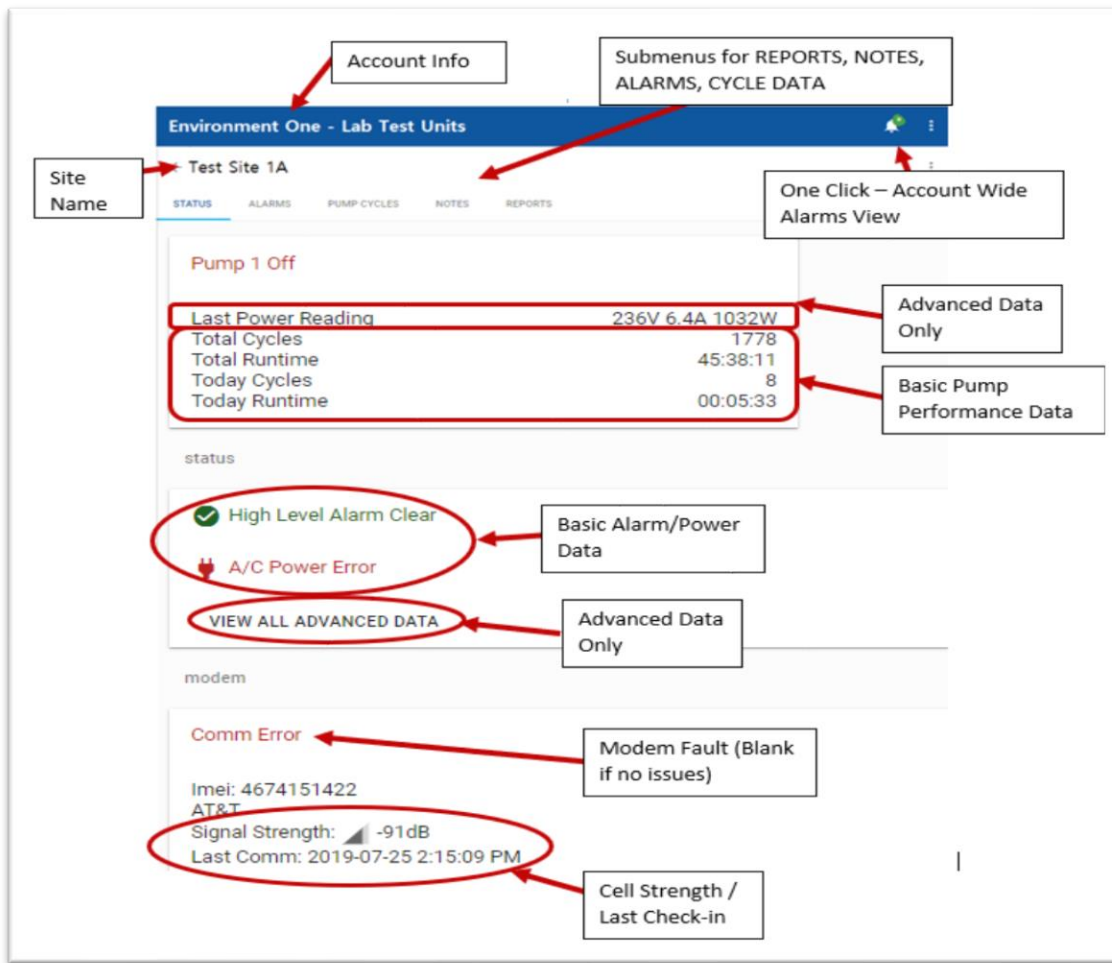 Account Info
Submenus for REPORTS, NOTES,
ALARMS, CYCLE DATA
Environment One - Lab Test Units
Site
Name
Test Site 1A
One Click – Account Wide
Alarms View
STATUS ALARMS PUMP CYCLES NOTES REPORTS
Pump 1 Off
Last Power Reading 236V 6.4A 1032W
Advanced Data
Only
Total Cycles 1778
Total Runtime 45:38:11
Today Cycles 8
Today Runtime 00:05:33
Basic Pump
Performance Data
status
High Level Alarm Clear
Basic Alarm/Power
Data
A/C Power Error
VIEW ALL ADVANCED DATA
Advanced Data
Only
modem
Comm Error
Modem Fault (Blank
if no issues)
Imei: 4674151422
AT&T
Signal Strength: -91dB
Last Comm: 2019-07-25 2:15:09 PM
Cell Strength /
Last Check-in